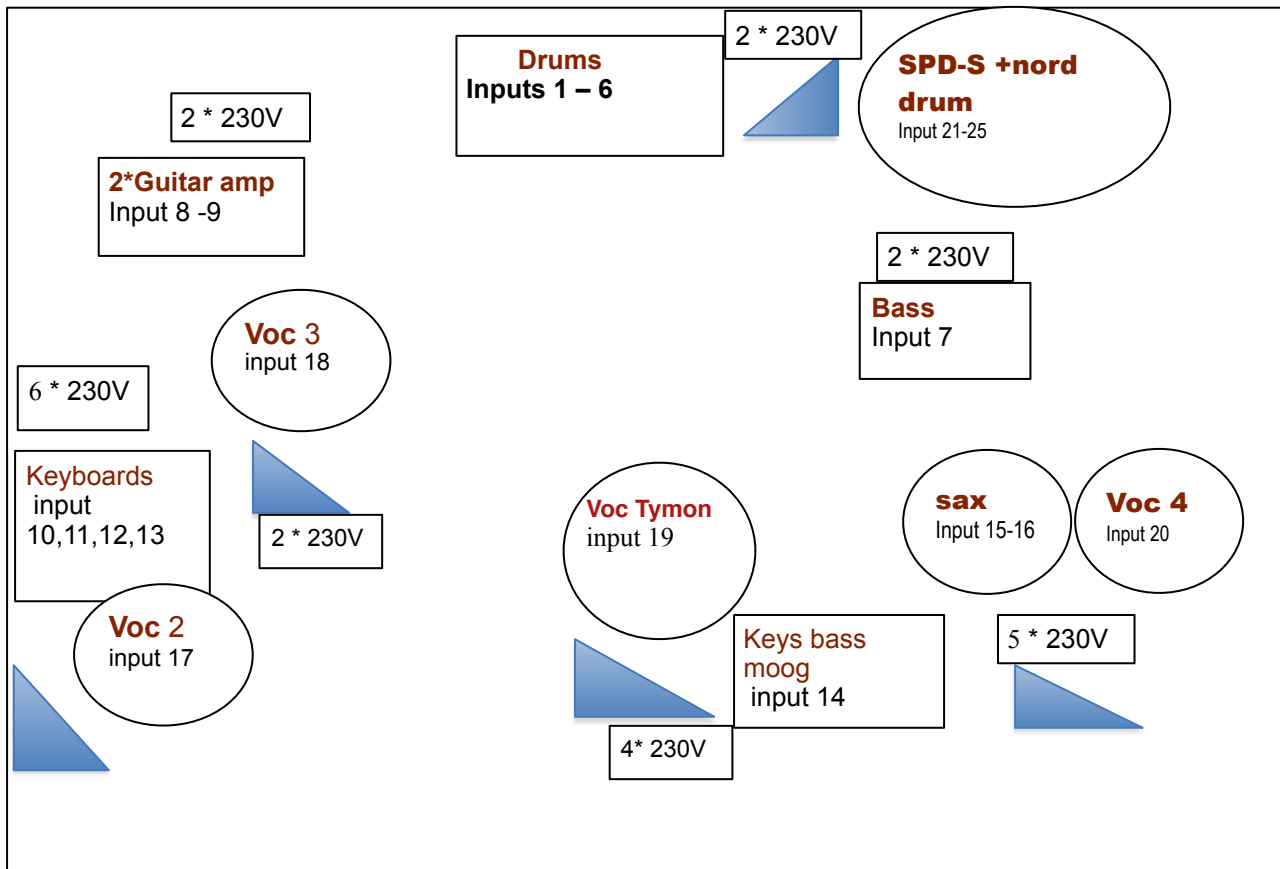 2 * 230V
Drums
Inputs 1 – 6
SPD-S +nord
drum
Input 21-25
2 * 230V
2*Guitar amp
Input 8 -9
2 * 230V
Bass
Input 7
Voc 3
input 18
6 * 230V
Keyboards
input
10,11,12,13
2 * 230V
Voc Tymon
input 19
sax
Input 15-16
Voc 4
Input 20
Voc 2
input 17
Keys bass
moog
input 14
5 * 230V
4* 230V